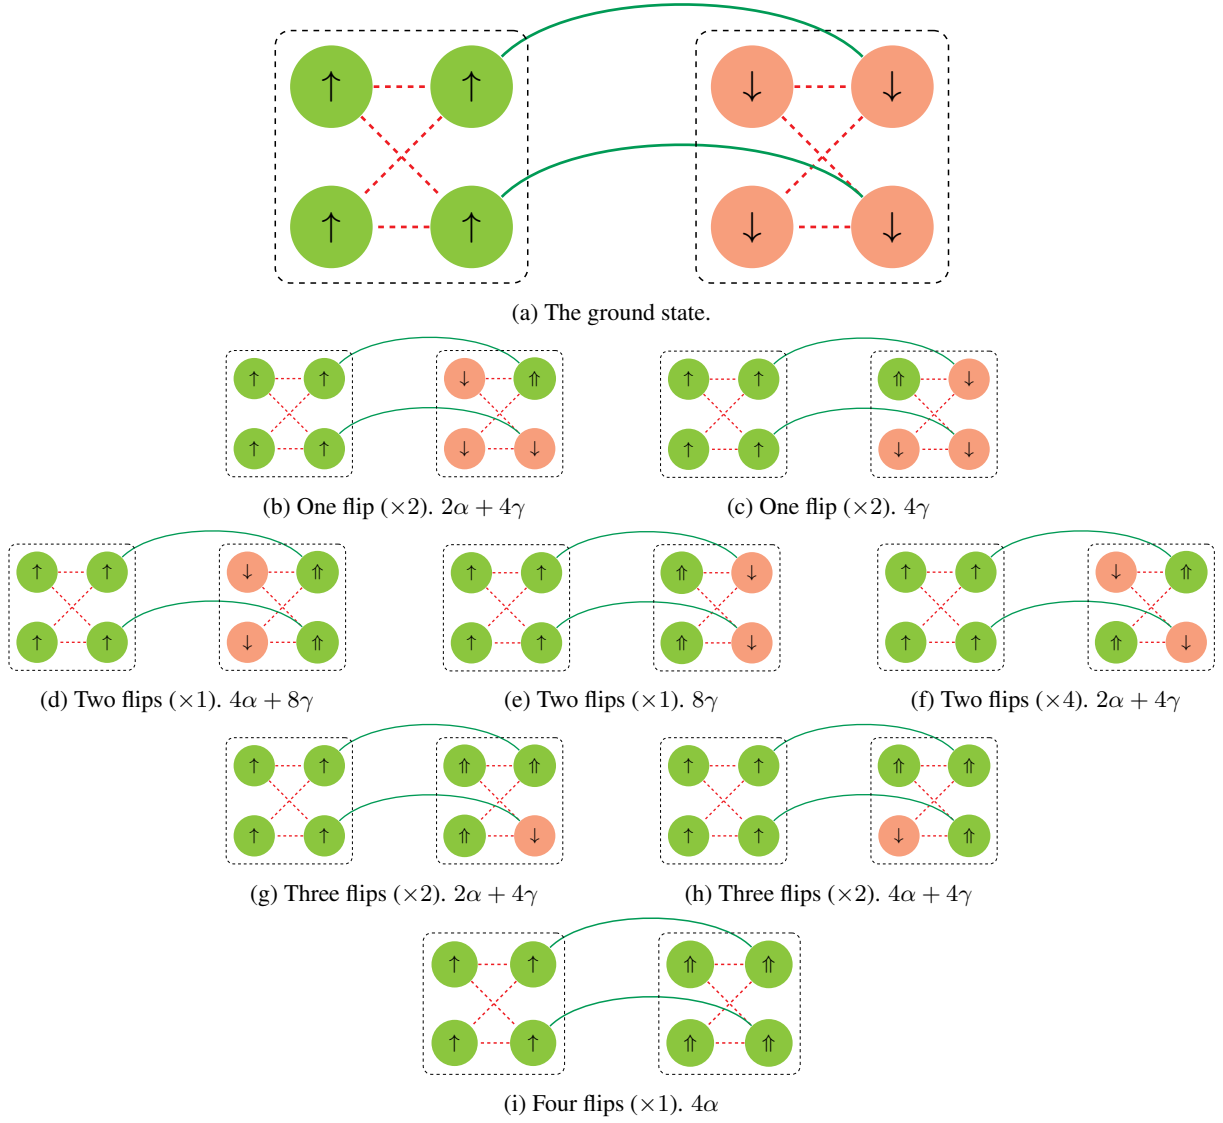 ↑ ↑ ↓ ↓
↑ ↑ ↓ ↓
(a) The ground state.
↑ ↑ ↓ ⇑ ↑ ↑ ⇑ ↓
↑ ↑ ↓ ↓ ↑ ↑ ↓ ↓
(b) One flip (×2). 2α + 4γ
(c) One flip (×2). 4γ
↑ ↑ ↓ ⇑ ↑ ↑ ⇑ ↓ ↑ ↑ ↓ ⇑
↑ ↑ ↓ ⇑ ↑ ↑ ⇑ ↓ ↑ ↑ ⇑ ↓
(d) Two flips (×1). 4α + 8γ
(e) Two flips (×1). 8γ
(f) Two flips (×4). 2α + 4γ
↑ ↑ ⇑ ⇑ ↑ ↑ ⇑ ⇑
↑ ↑ ⇑ ↓ ↑ ↑ ↓ ⇑
(g) Three flips (×2). 2α + 4γ
(h) Three flips (×2). 4α + 4γ
↑ ↑ ⇑ ⇑
↑ ↑ ⇑ ⇑
(i) Four flips (×1). 4α